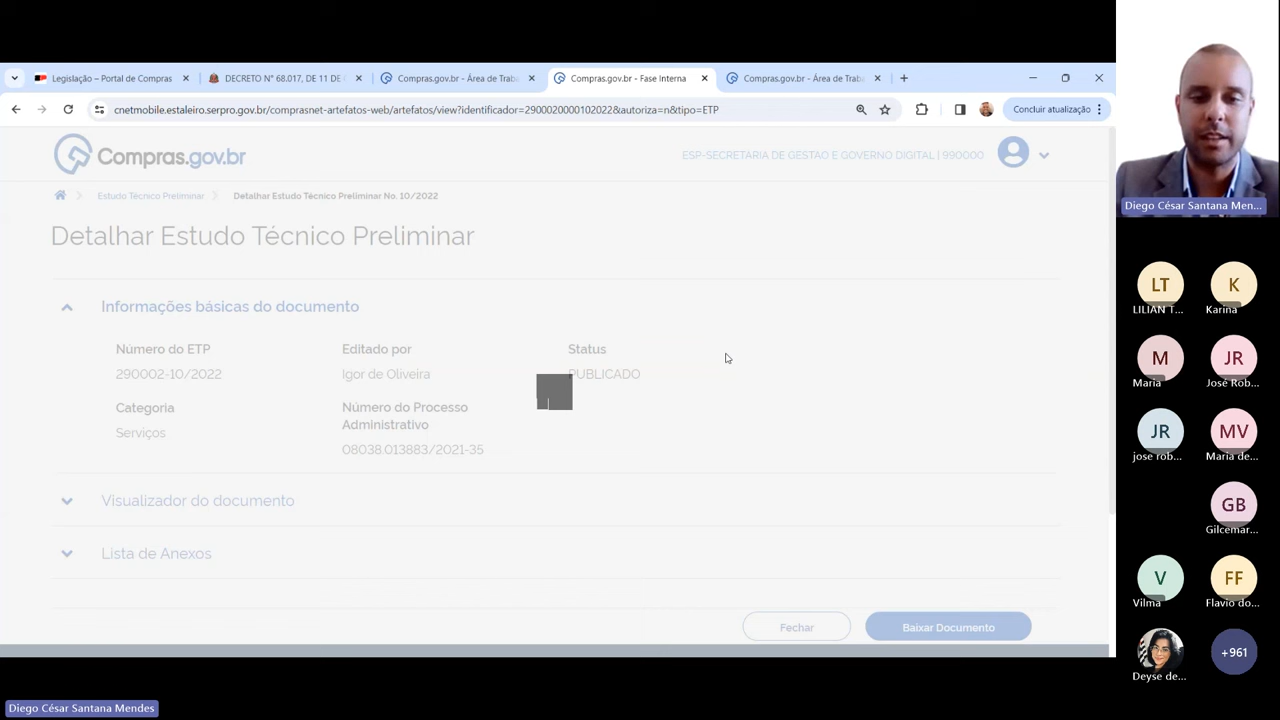 Legislação – Portal de Compras
DECRETO N° 68.017, DE 11 DE
Compras.gov.br - Área de Trab
Compras.gov.br - Fase Interna
Compras.gov.br - Área de Trab
cnetmobile.estaleiro.serpro.gov.br/comprasnet-artefatos-web/artefatos/view?identificador=2900020000102022&autoriza=n&tipo=ETP
Concluir atualização
Compras.gov.br
ESP-SECRETARIA DE GESTAO E GOVERNO DIGITAL | 990000
Estudo Técnico Preliminar
Detalhar Estudo Técnico Preliminar No. 10/2022
Detalhar Estudo Técnico Preliminar
Informações básicas do documento
Número do ETP
290002-10/2022
Editado por
Igor de Oliveira
Status
PUBLICADO
Categoria
Serviços
Número do Processo
Administrativo
08038.013883/2021-35
Visualizador do documento
Lista de Anexos
Fechar
Baixar Documento
Diego César Santana Men...
LT
LILIAN T...
K
Karina
M
Maria
JR
José Rob...
JR
jose rob...
MV
Maria de...
GB
Gilcemar...
V
Vilma
FF
Flavio do...
Deyse de...
+961
Diego César Santana Mendes